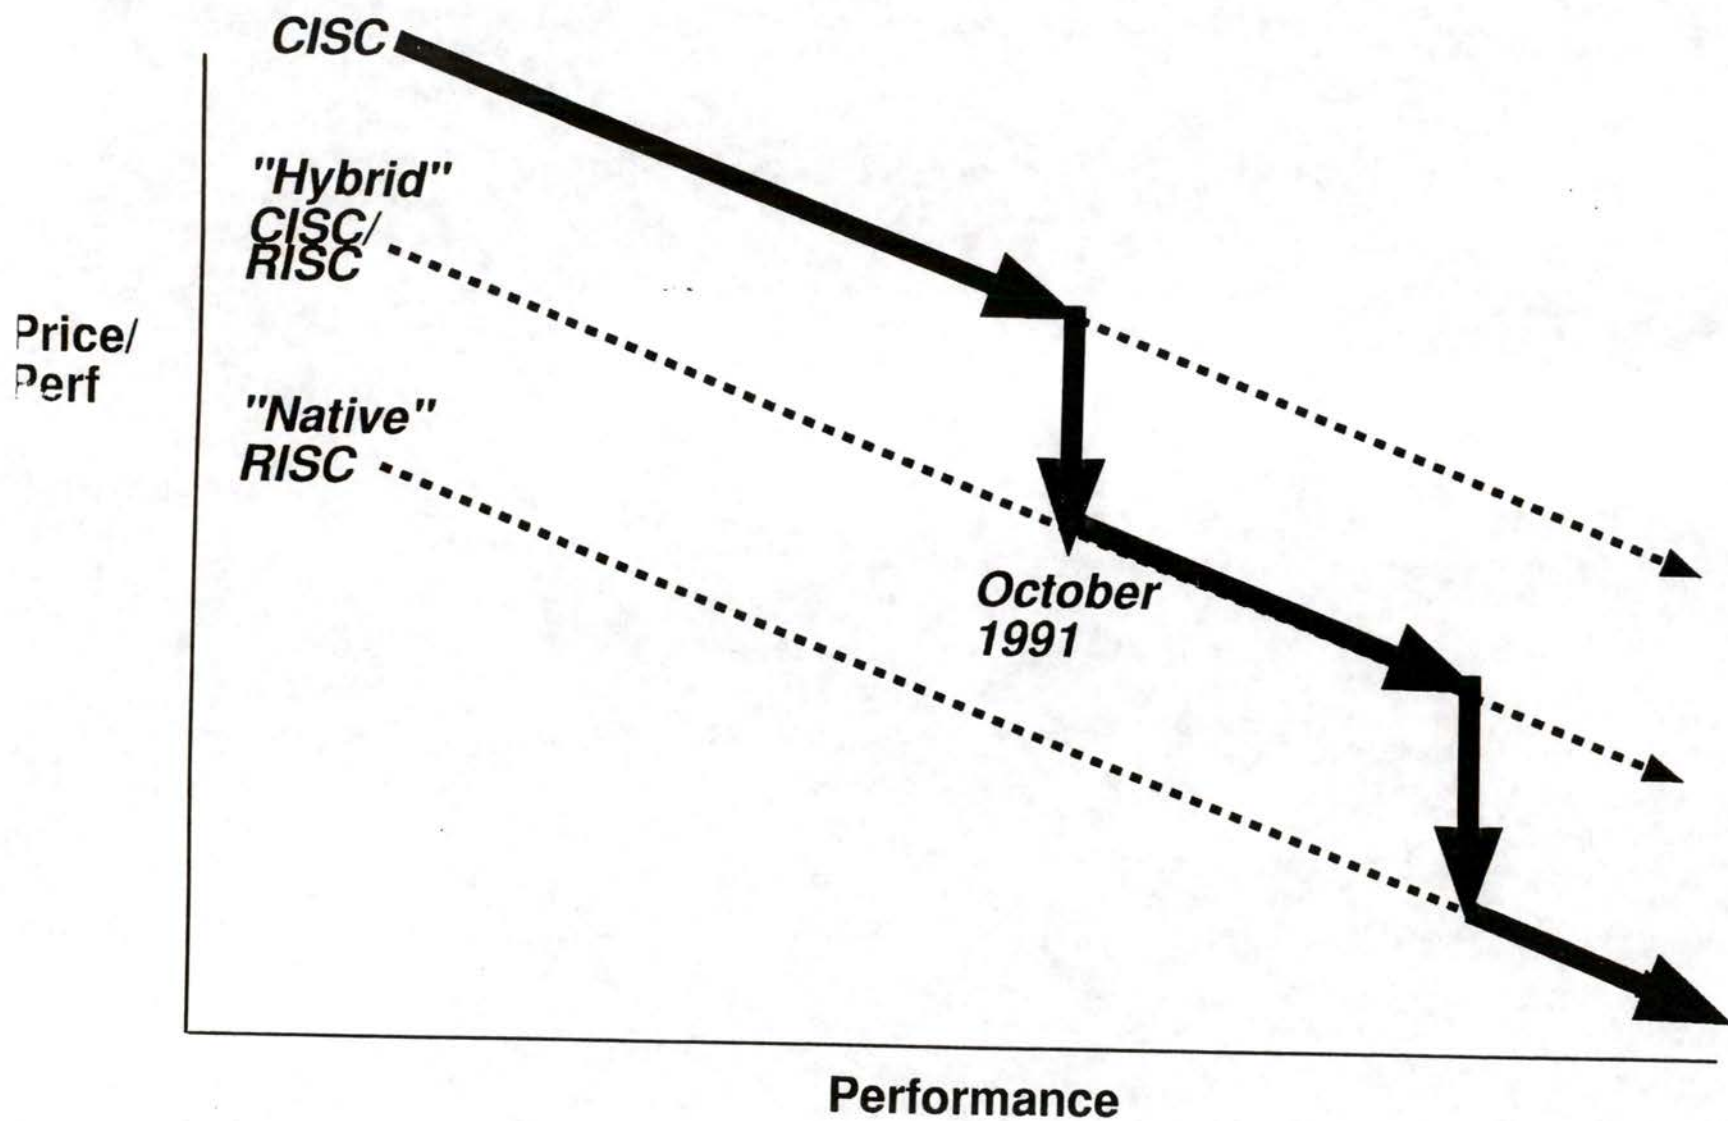 CISC
"Hybrid"
CISC/
RISC
Price/
Perf
"Native"
RISC
October
1991
Performance